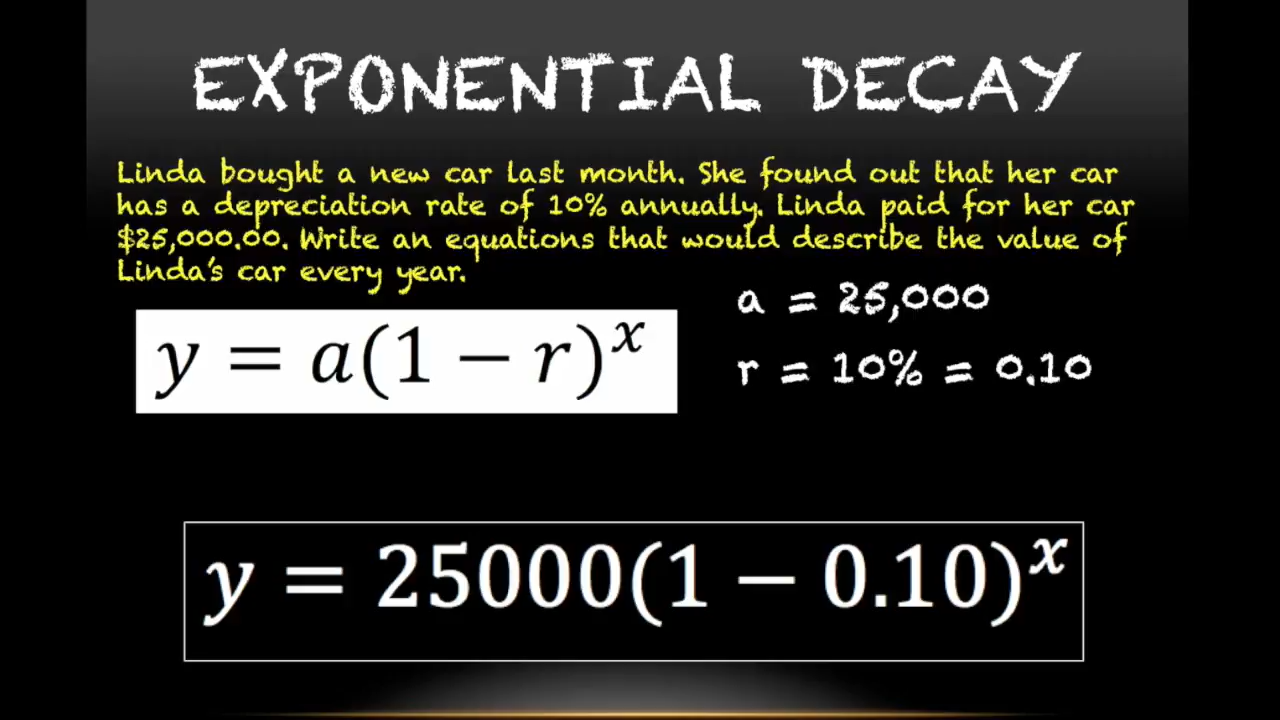 EXPONENTIAL DECAY
Linda bought a new car last month. She found out that her car
has a depreciation rate of 10% annually. Linda paid for her car
$25,000.00. Write an equations that would describe the value of
Linda's car every year.
a = 25,000
y = a(1 − r)^x
r = 10% = 0.10
y = 25000(1 − 0.10)^x